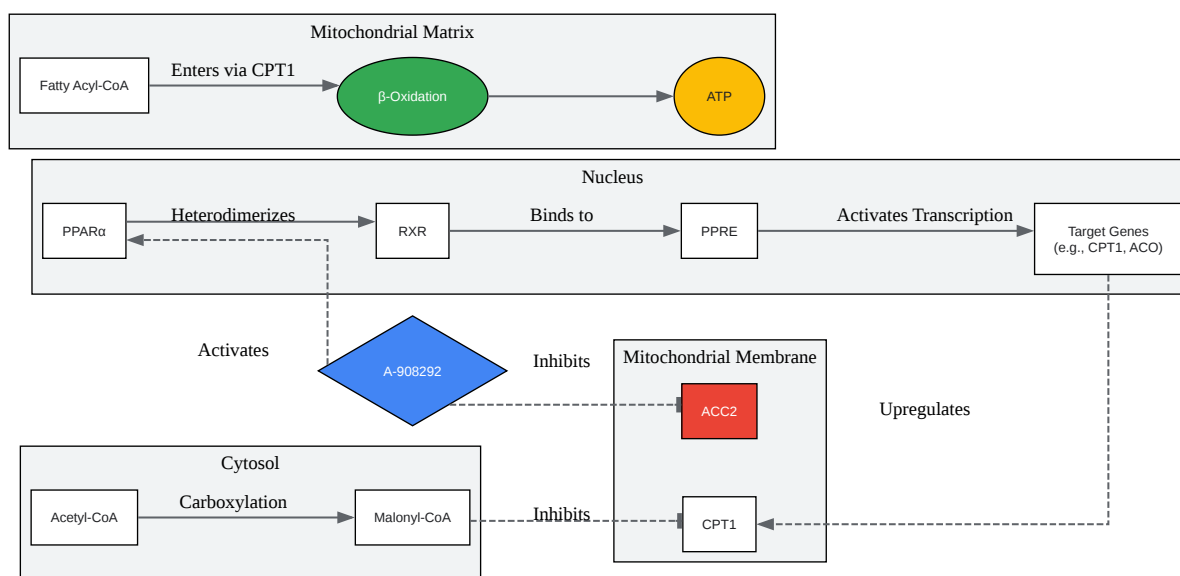 Mitochondrial Matrix
Fatty Acyl-CoA
Enters via CPT1
β-Oxidation
ATP
Nucleus
PPARα
Heterodimerizes
RXR
Binds to
PPRE
Activates Transcription
Target Genes
(e.g., CPT1, ACO)
Activates
A-908292
Inhibits
Mitochondrial Membrane
ACC2
Upregulates
Cytosol
Acetyl-CoA
Carboxylation
Malonyl-CoA
Inhibits
CPT1